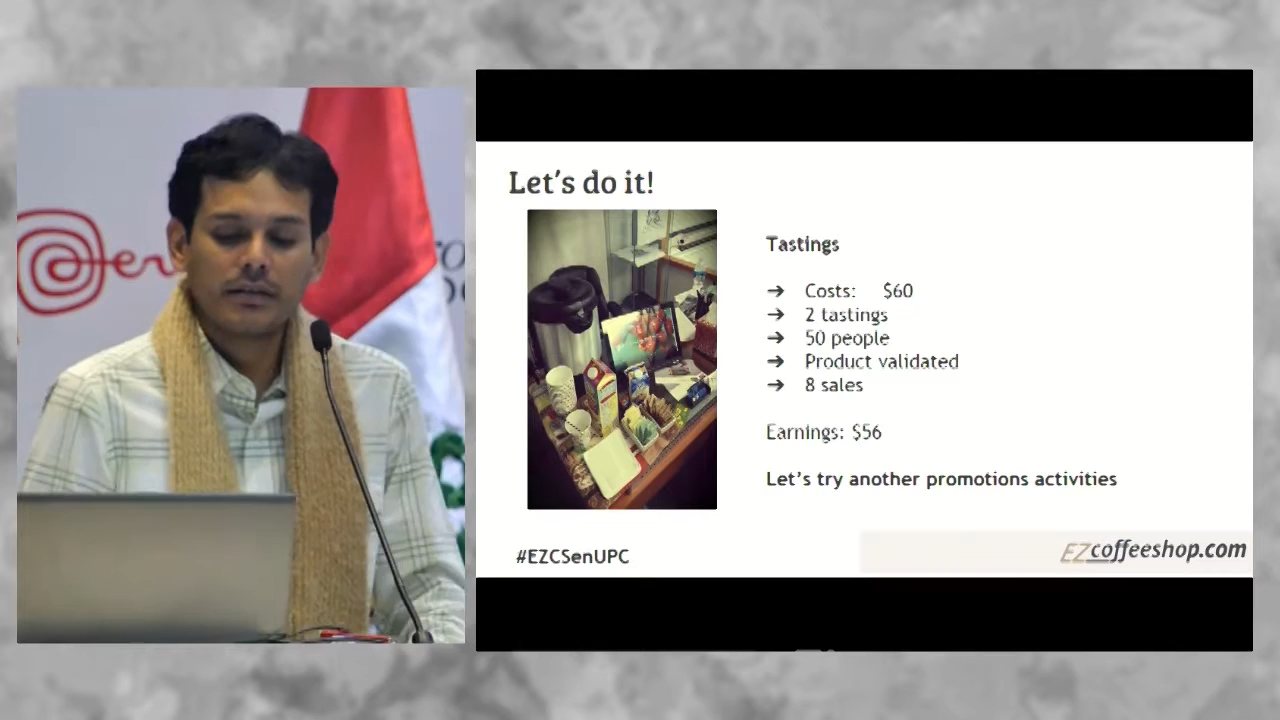 Perú
Let's do it!
Tastings
➔ Costs: $60
➔ 2 tastings
➔ 50 people
➔ Product validated
➔ 8 sales
Earnings: $56
Let's try another promotions activities
#EZCSenUPC
EZcoffeeshop.com